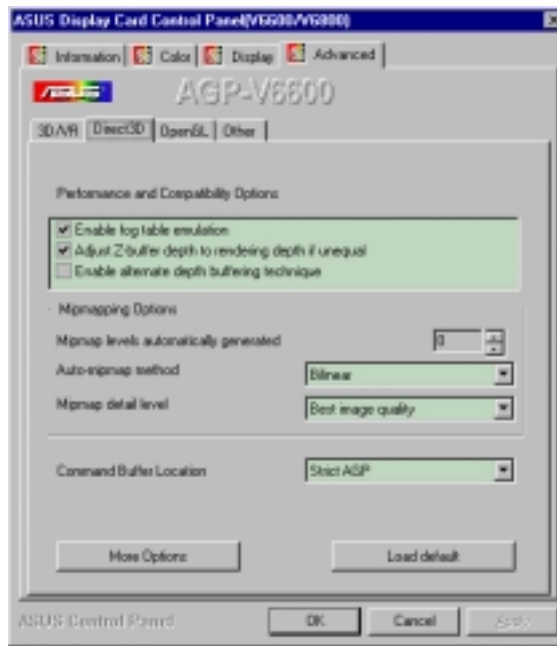 ASUS Display Card Control Panel(V6600/V6800)
Information Color Display Advanced
ASUS AGP-V6600
3D A/R Direct3D OpenGL Other
Performance and Compatibility Options
Enable fog table emulation
Adjust Z-buffer depth to rendering depth if unequal
Enable alternate depth buffering technique
Mipmapping Options
Mipmap levels automatically generated 0
Auto-mipmap method Bilinear
Mipmap detail level Best image quality
Command Buffer Location Strict AGP
More Options Load default
ASUS Control Panel OK Cancel Apply